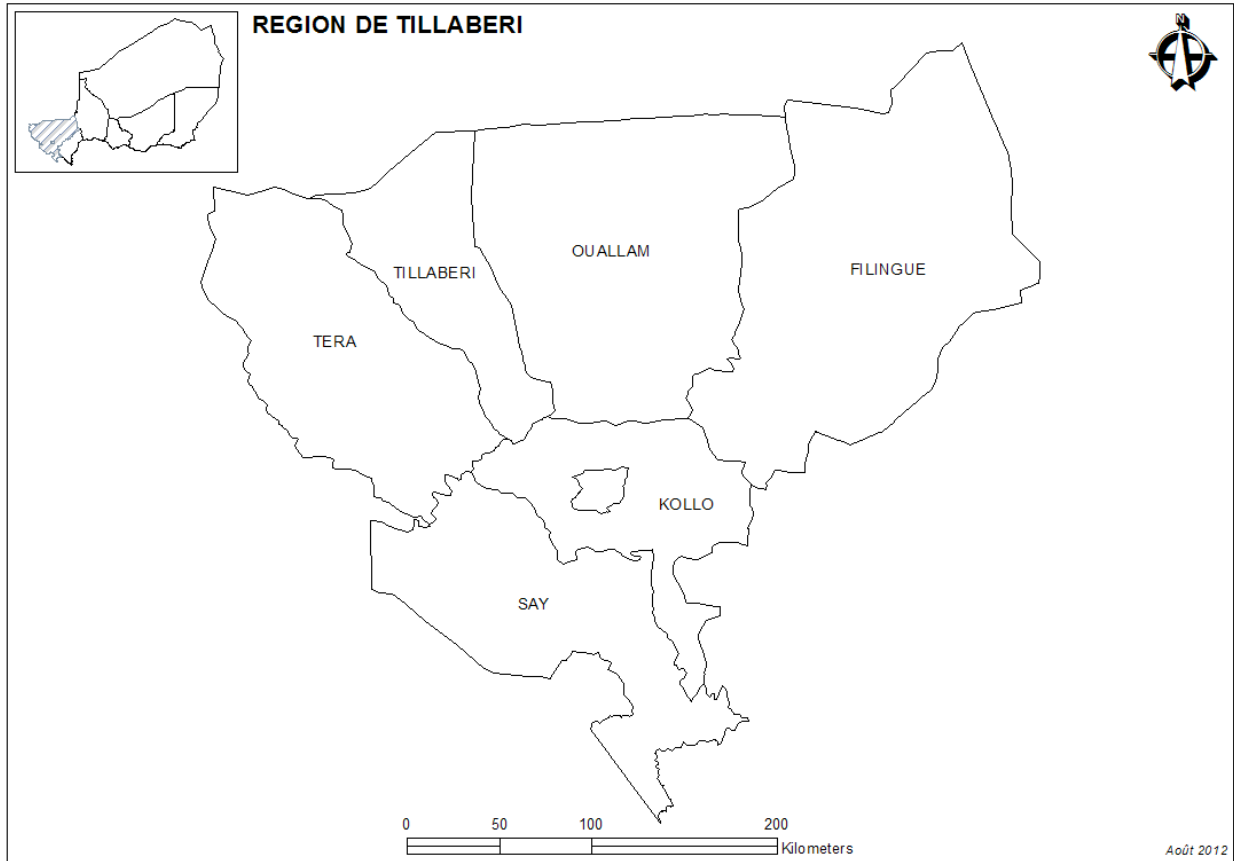 REGION DE TILLABERI
N
OUALLAM
FILINGUE
TILLABERI
TERA
KOLLO
SAY
0 50 100 200
Kilometers
Août 2012